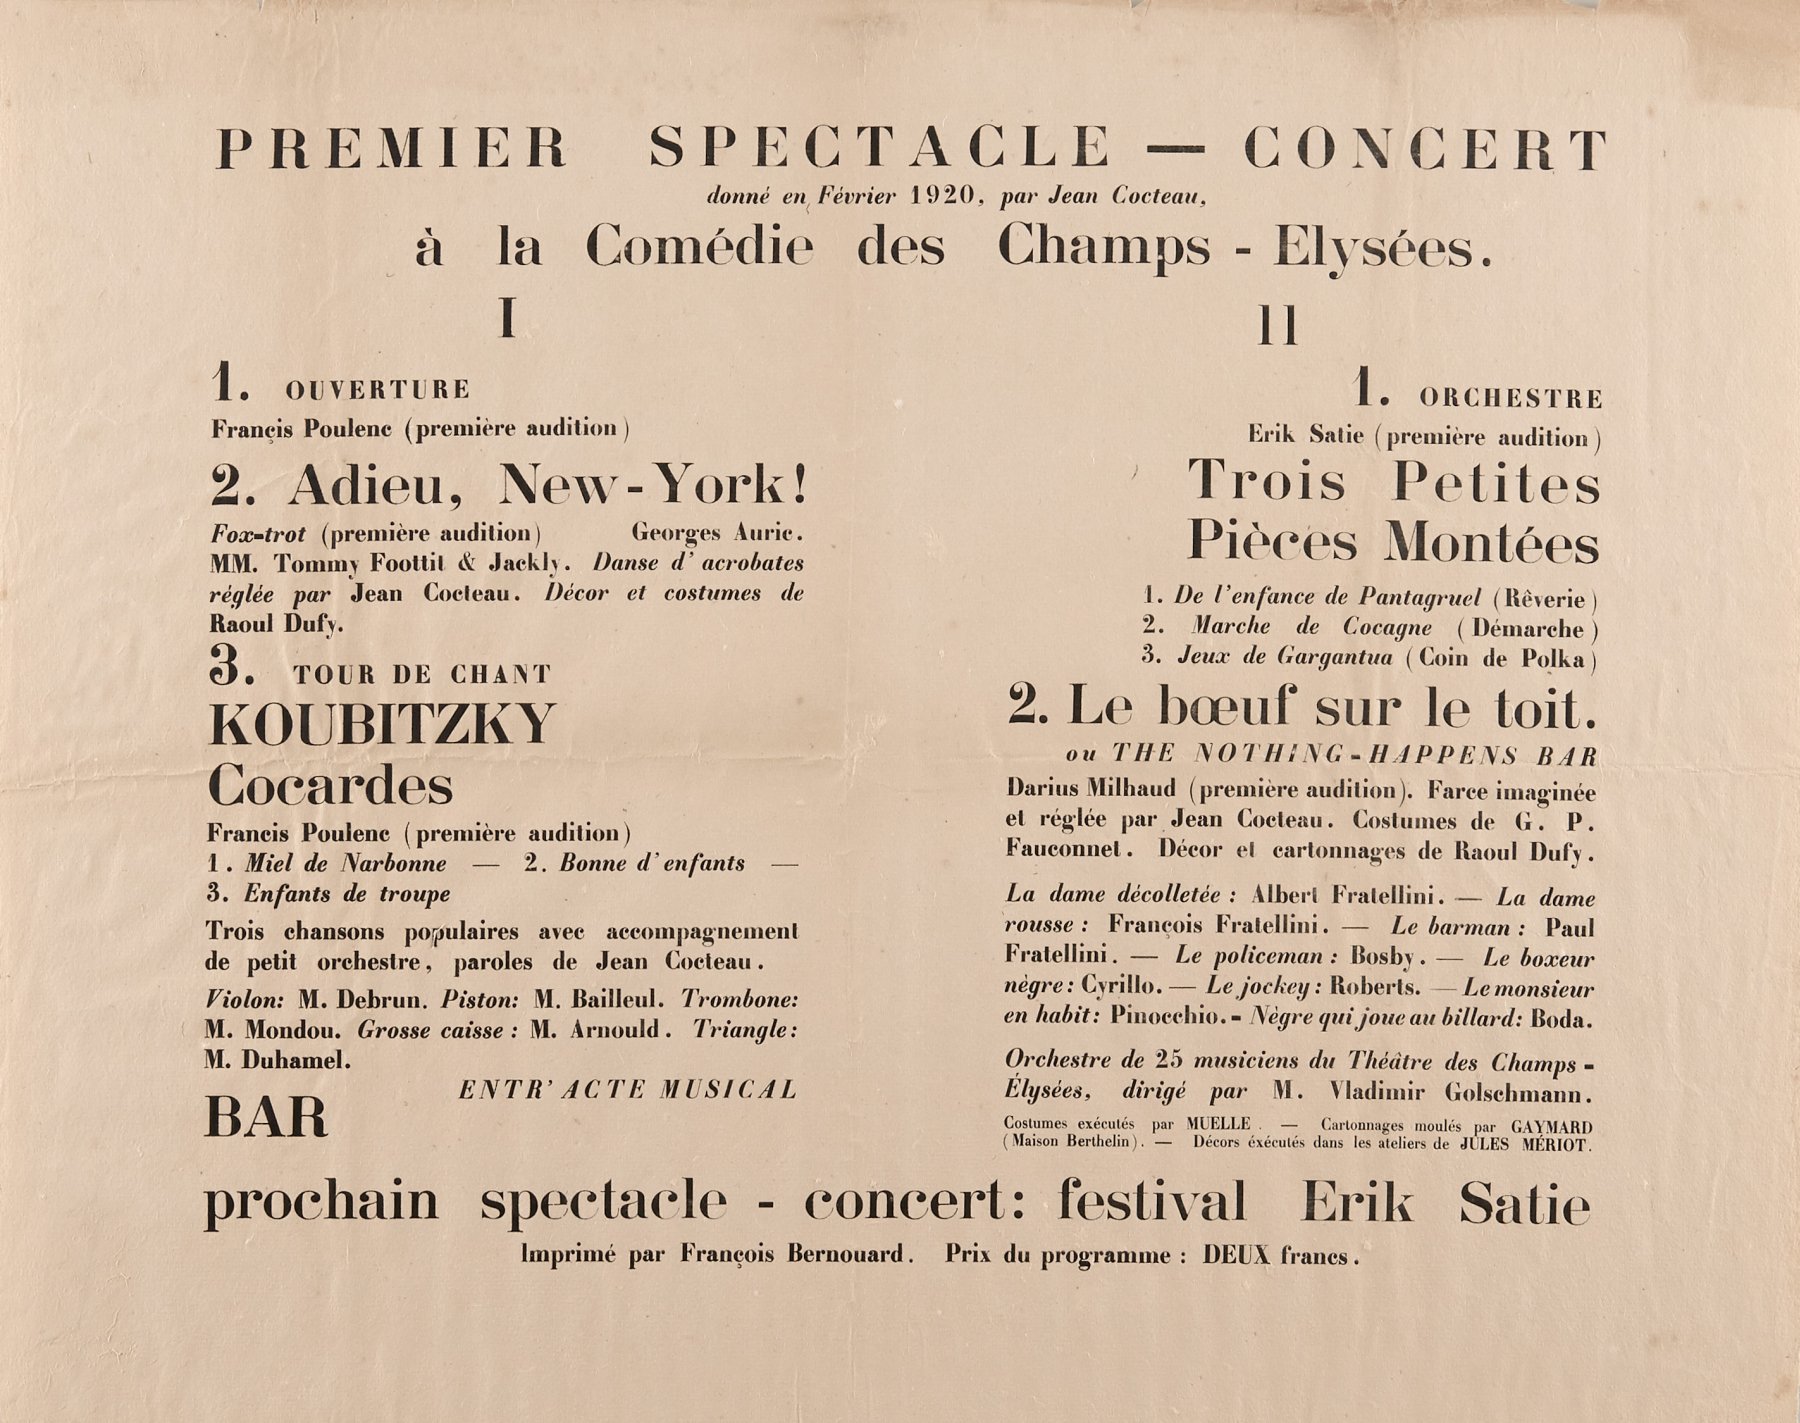 PREMIER SPECTACLE — CONCERT
donné en Février 1920, par Jean Cocteau,
à la Comédie des Champs - Elysées.
I
1. OUVERTURE
Françis Poulenc (première audition)
2. Adieu, New-York!
Fox-trot (première audition) Georges Auric.
MM. Tommy Foottit & Jackly. Danse d'acrobates
réglée par Jean Cocteau. Décor et costumes de
Raoul Dufy.
3. TOUR DE CHANT
KOUBITZKY
Cocardes
Francis Poulenc (première audition)
1. Miel de Narbonne — 2. Bonne d'enfants —
3. Enfants de troupe
Trois chansons populaires avec accompagnement
de petit orchestre, paroles de Jean Cocteau.
Violon: M. Debrun. Piston: M. Bailleul. Trombone:
M. Mondou. Grosse caisse: M. Arnould. Triangle:
M. Duhamel.
ENTR'ACTE MUSICAL
BAR
II
1. ORCHESTRE
Erik Satie (première audition)
Trois Petites
Pièces Montées
1. De l'enfance de Pantagruel (Rêverie)
2. Marche de Cocagne (Démarche)
3. Jeux de Gargantua (Coin de Polka)
2. Le bœuf sur le toit.
ou THE NOTHING-HAPPENS BAR
Darius Milhaud (première audition). Farce imaginée
et réglée par Jean Cocteau. Costumes de G. P.
Fauconnet. Décor et cartonnages de Raoul Dufy.
La dame décolletée: Albert Fratellini. — La dame
rousse: François Fratellini. — Le barman: Paul
Fratellini. — Le policeman: Bosby. — Le boxeur
nègre: Cyrillo. — Le jockey: Roberts. — Le monsieur
en habit: Pinocchio. - Nègre qui joue au billard: Boda.
Orchestre de 25 musiciens du Théâtre des Champs-
Élysées, dirigé par M. Vladimir Golschmann.
Costumes exécutés par MUELLE. — Cartonnages moulés par GAYMARD
(Maison Berthelin). — Décors éxécutés dans les ateliers de JULES MÉRIOT.
prochain spectacle - concert: festival Erik Satie
Imprimé par François Bernouard. Prix du programme: DEUX francs.